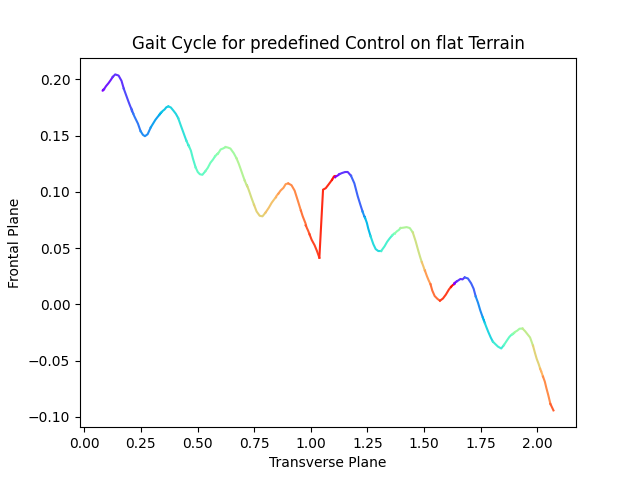 Gait Cycle for predefined Control on flat Terrain
0.20
0.15
0.10
0.05
0.00
−0.05
−0.10
Frontal Plane
0.00 0.25 0.50 0.75 1.00 1.25 1.50 1.75 2.00
Transverse Plane